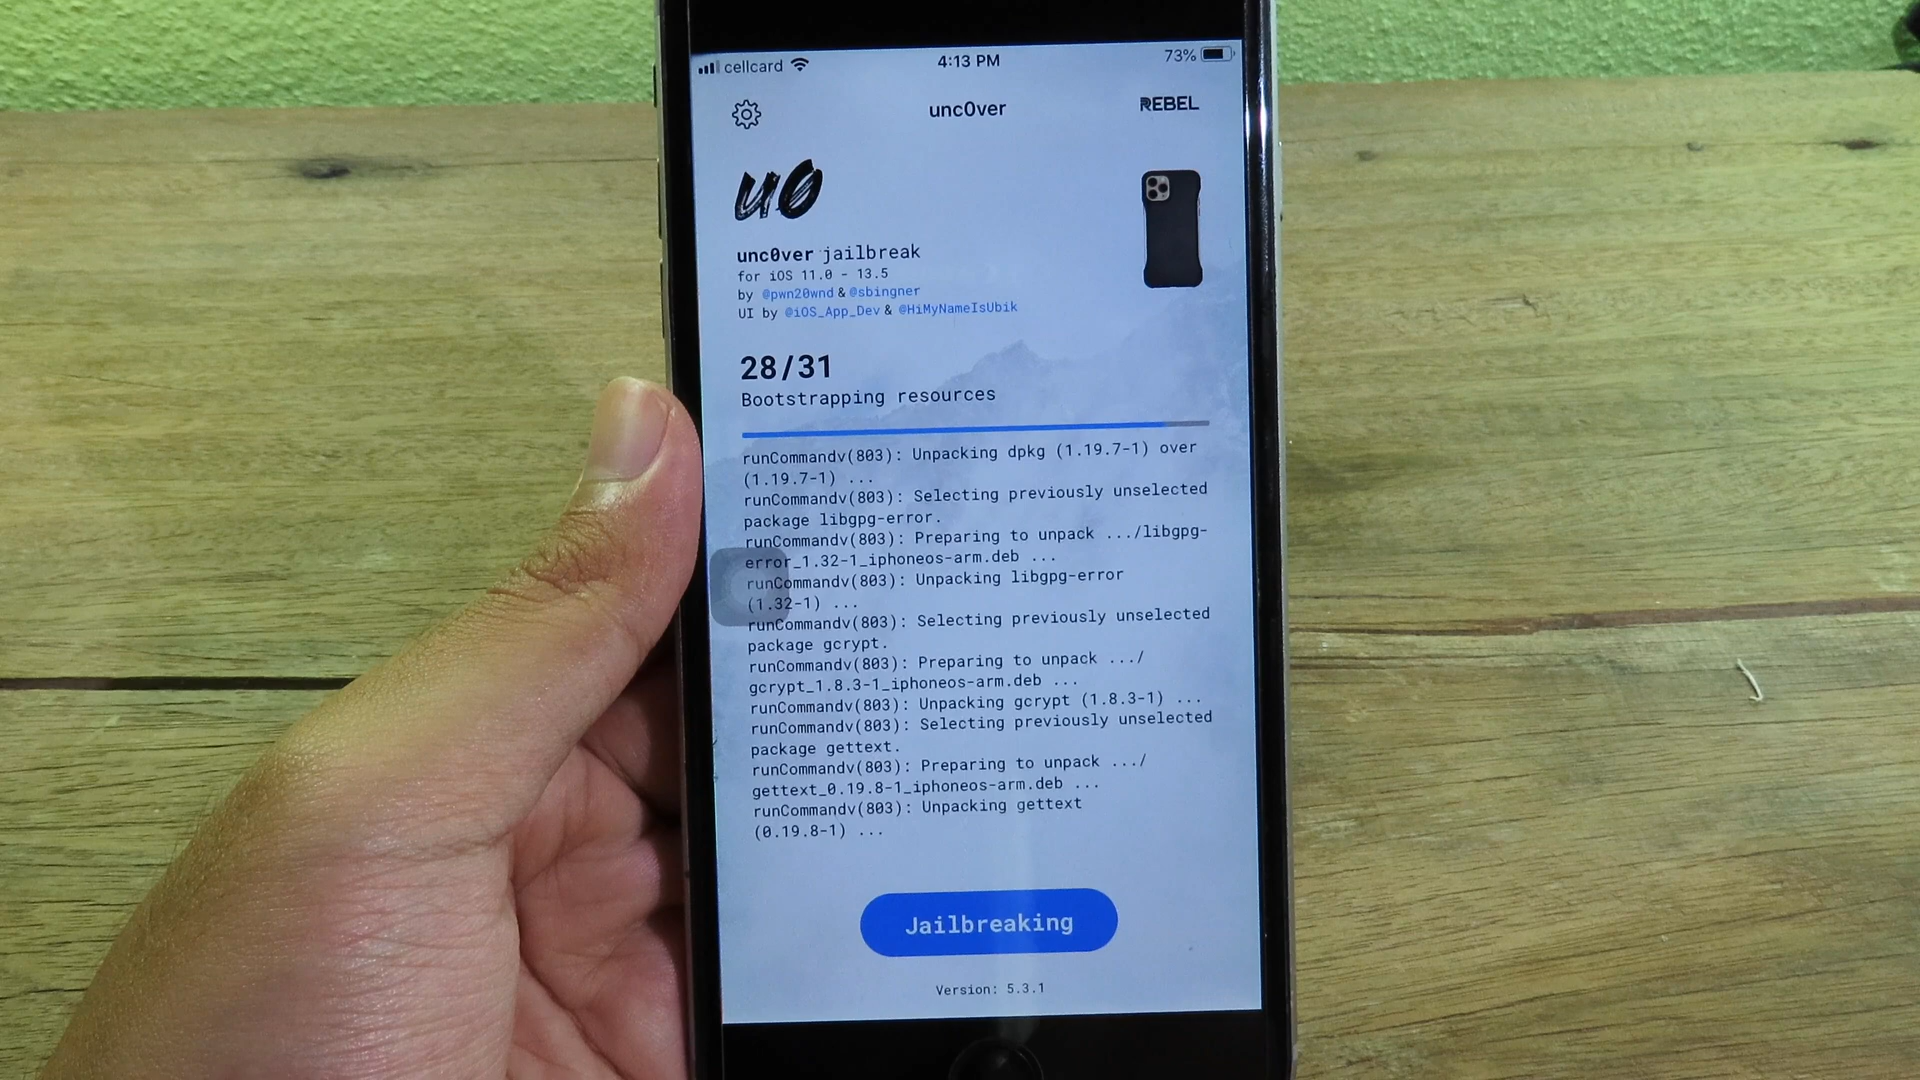 cellcard 4:13 PM 73%
unc0ver REBEL
u0
unc0ver jailbreak
for iOS 11.0 - 13.5
by @pwn20wnd & @sbingner
UI by @iOS_App_Dev & @HiMyNameIsUbik
28/31
Bootstrapping resources
runCommandv(803): Unpacking dpkg (1.19.7-1) over
(1.19.7-1) ...
runCommandv(803): Selecting previously unselected
package libgpg-error.
runCommandv(803): Preparing to unpack .../libgpg-
error_1.32-1_iphoneos-arm.deb ...
runCommandv(803): Unpacking libgpg-error
(1.32-1) ...
runCommandv(803): Selecting previously unselected
package gcrypt.
runCommandv(803): Preparing to unpack .../
gcrypt_1.8.3-1_iphoneos-arm.deb ...
runCommandv(803): Unpacking gcrypt (1.8.3-1) ...
runCommandv(803): Selecting previously unselected
package gettext.
runCommandv(803): Preparing to unpack .../
gettext_0.19.8-1_iphoneos-arm.deb ...
runCommandv(803): Unpacking gettext
(0.19.8-1) ...
Jailbreaking
Version: 5.3.1